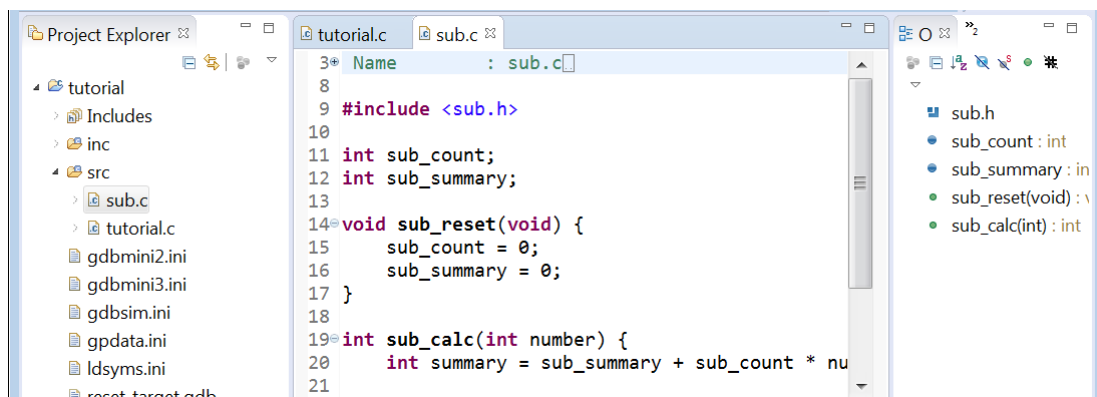 Project Explorer
tutorial
Includes
inc
src
sub.c
tutorial.c
gdbmini2.ini
gdbmini3.ini
gdbsim.ini
gpdata.ini
ldsyms.ini
reset-target.gdb
tutorial.c sub.c
3 Name : sub.c
8
9 #include <sub.h>
10
11 int sub_count;
12 int sub_summary;
13
14 void sub_reset(void) {
15 sub_count = 0;
16 sub_summary = 0;
17 }
18
19 int sub_calc(int number) {
20 int summary = sub_summary + sub_count * nu
21
O »2
sub.h
sub_count : int
sub_summary : in
sub_reset(void) : v
sub_calc(int) : int